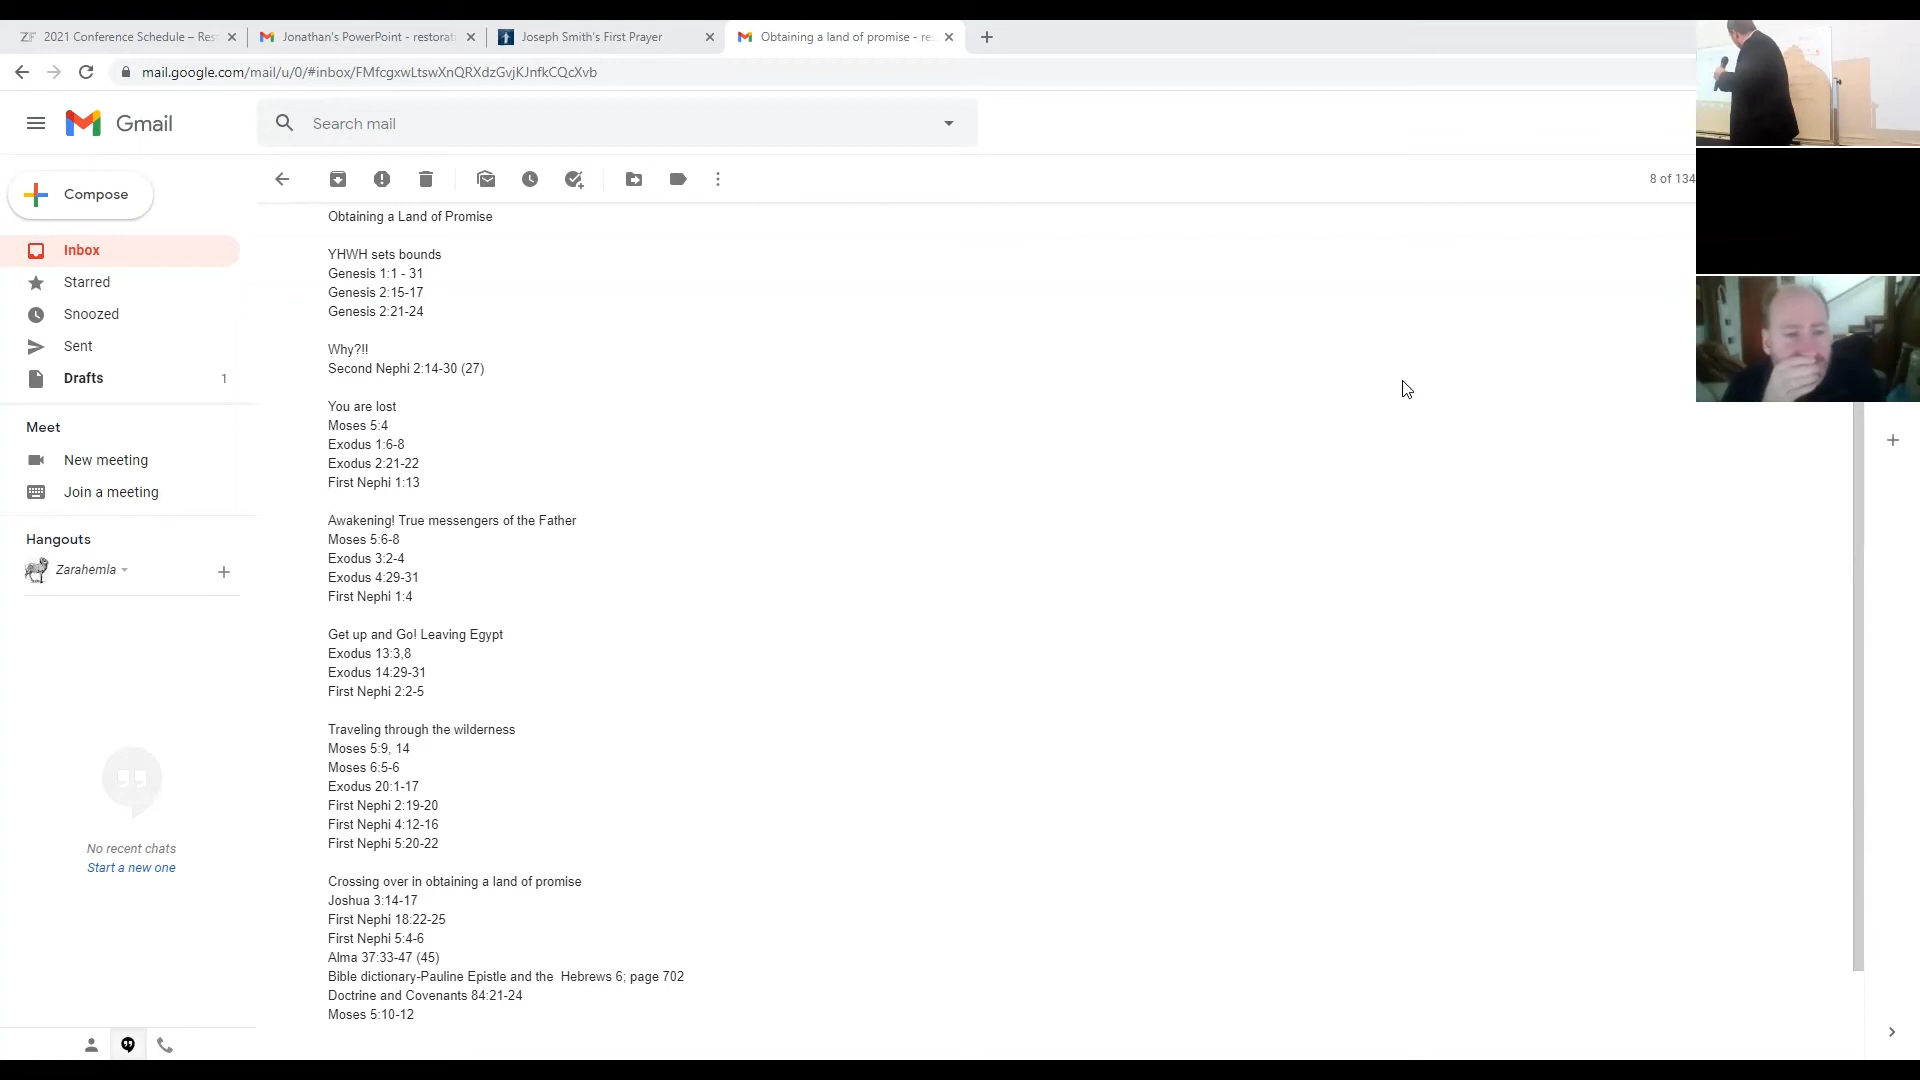 2021 Conference Schedule – Res
Jonathan's PowerPoint - restorati
Joseph Smith's First Prayer
Obtaining a land of promise - re
mail.google.com/mail/u/0/#inbox/FMfcgxwLtswXnQRXdzGvjKJnfkCQcXvb
Gmail
Search mail
Compose
8 of 134
Inbox
Starred
Snoozed
Sent
Drafts 1
Meet
New meeting
Join a meeting
Hangouts
Zarahemla
No recent chats
Start a new one
Obtaining a Land of Promise
YHWH sets bounds
Genesis 1:1 - 31
Genesis 2:15-17
Genesis 2:21-24
Why?!!
Second Nephi 2:14-30 (27)
You are lost
Moses 5:4
Exodus 1:6-8
Exodus 2:21-22
First Nephi 1:13
Awakening! True messengers of the Father
Moses 5:6-8
Exodus 3:2-4
Exodus 4:29-31
First Nephi 1:4
Get up and Go! Leaving Egypt
Exodus 13:3,8
Exodus 14:29-31
First Nephi 2:2-5
Traveling through the wilderness
Moses 5:9, 14
Moses 6:5-6
Exodus 20:1-17
First Nephi 2:19-20
First Nephi 4:12-16
First Nephi 5:20-22
Crossing over in obtaining a land of promise
Joshua 3:14-17
First Nephi 18:22-25
First Nephi 5:4-6
Alma 37:33-47 (45)
Bible dictionary-Pauline Epistle and the  Hebrews 6; page 702
Doctrine and Covenants 84:21-24
Moses 5:10-12